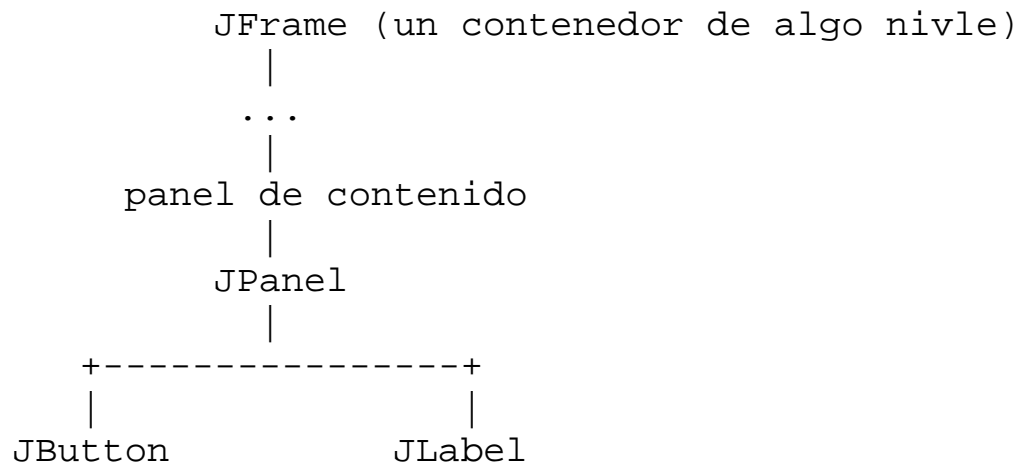 JFrame (un contenedor de algo nivle)
...
panel de contenido
JPanel
JButton JLabel